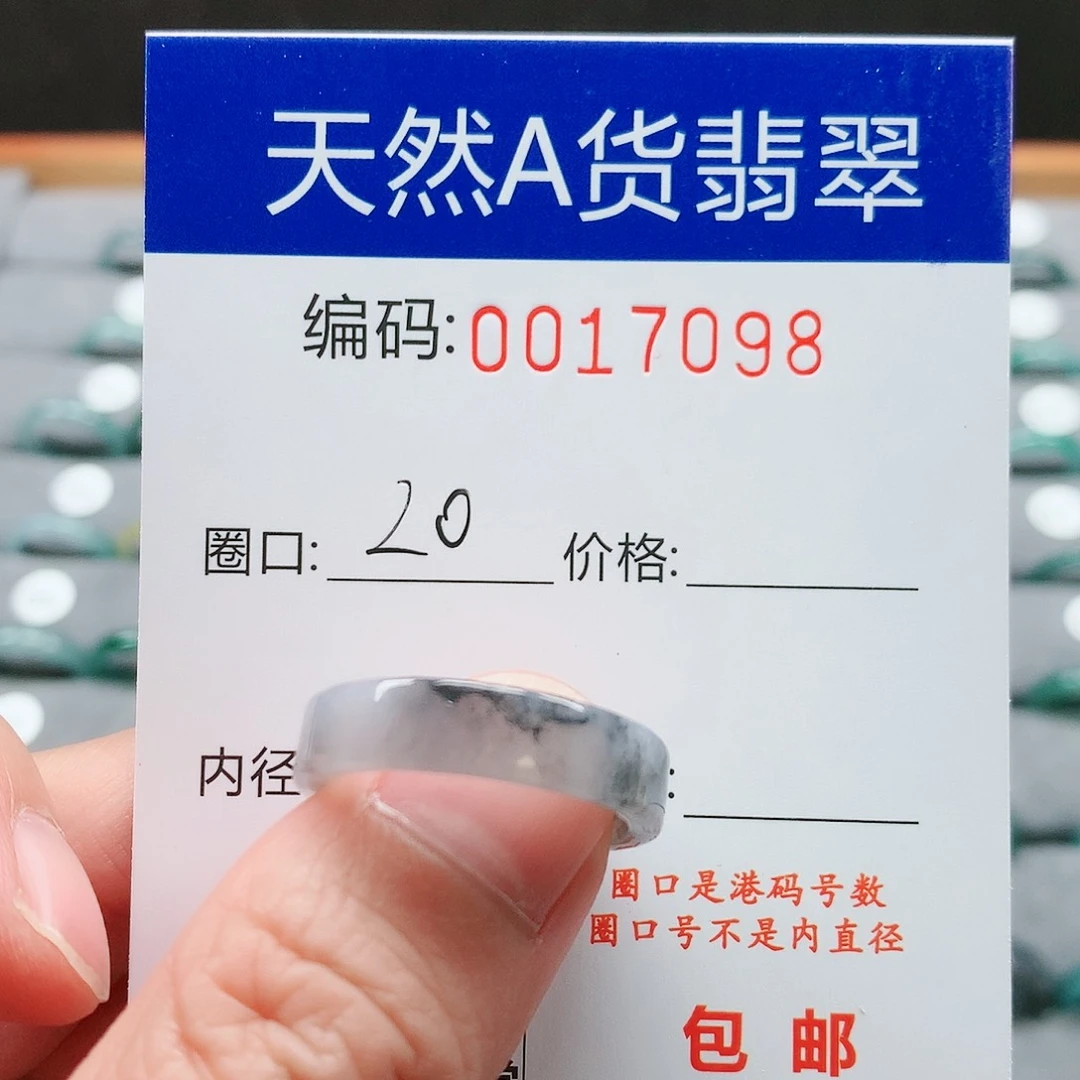 天然A货翡翠
编码:0017098
圈口: 20 价格:
内径 :
圈口是港码号数
圈口号不是内直径
包 邮